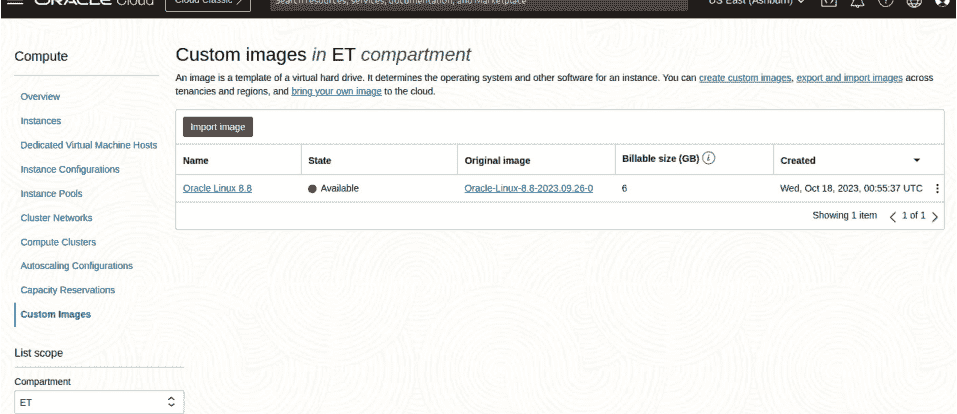 ORACLE Cloud
Cloud Classic >
Search resources, services, documentation, and Marketplace
US East (Ashburn)
Compute
Overview
Instances
Dedicated Virtual Machine Hosts
Instance Configurations
Instance Pools
Cluster Networks
Compute Clusters
Autoscaling Configurations
Capacity Reservations
Custom Images
List scope
Compartment
ET
Custom images in ET compartment
An image is a template of a virtual hard drive. It determines the operating system and other software for an instance. You can create custom images, export and import images across
tenancies and regions, and bring your own image to the cloud.
Import image
Name State Original image Billable size (GB) i Created
Oracle Linux 8.8 Available Oracle-Linux-8.8-2023.09.26-0 6 Wed, Oct 18, 2023, 00:55:37 UTC
Showing 1 item < 1 of 1 >